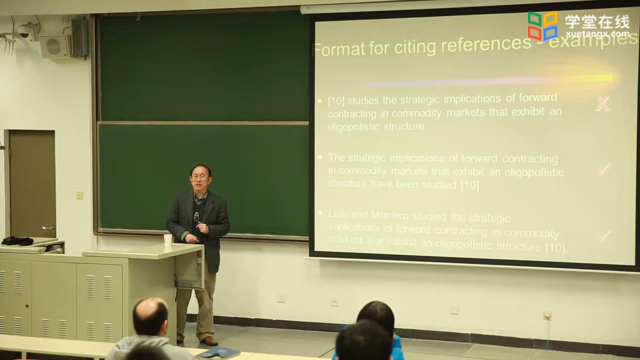 学堂在线
xuetangx.com
Format for citing references - examples
[10] studies the strategic implications of forward
contracting in commodity markets that exhibit an
oligopolistic structure.
The strategic implications of forward contracting
in commodity markets that exhibit an oligopolistic
structure have been studied [10].
Liski and Montero studied the strategic
implications of forward contracting in commodity
markets that exhibit an oligopolistic structure [10].